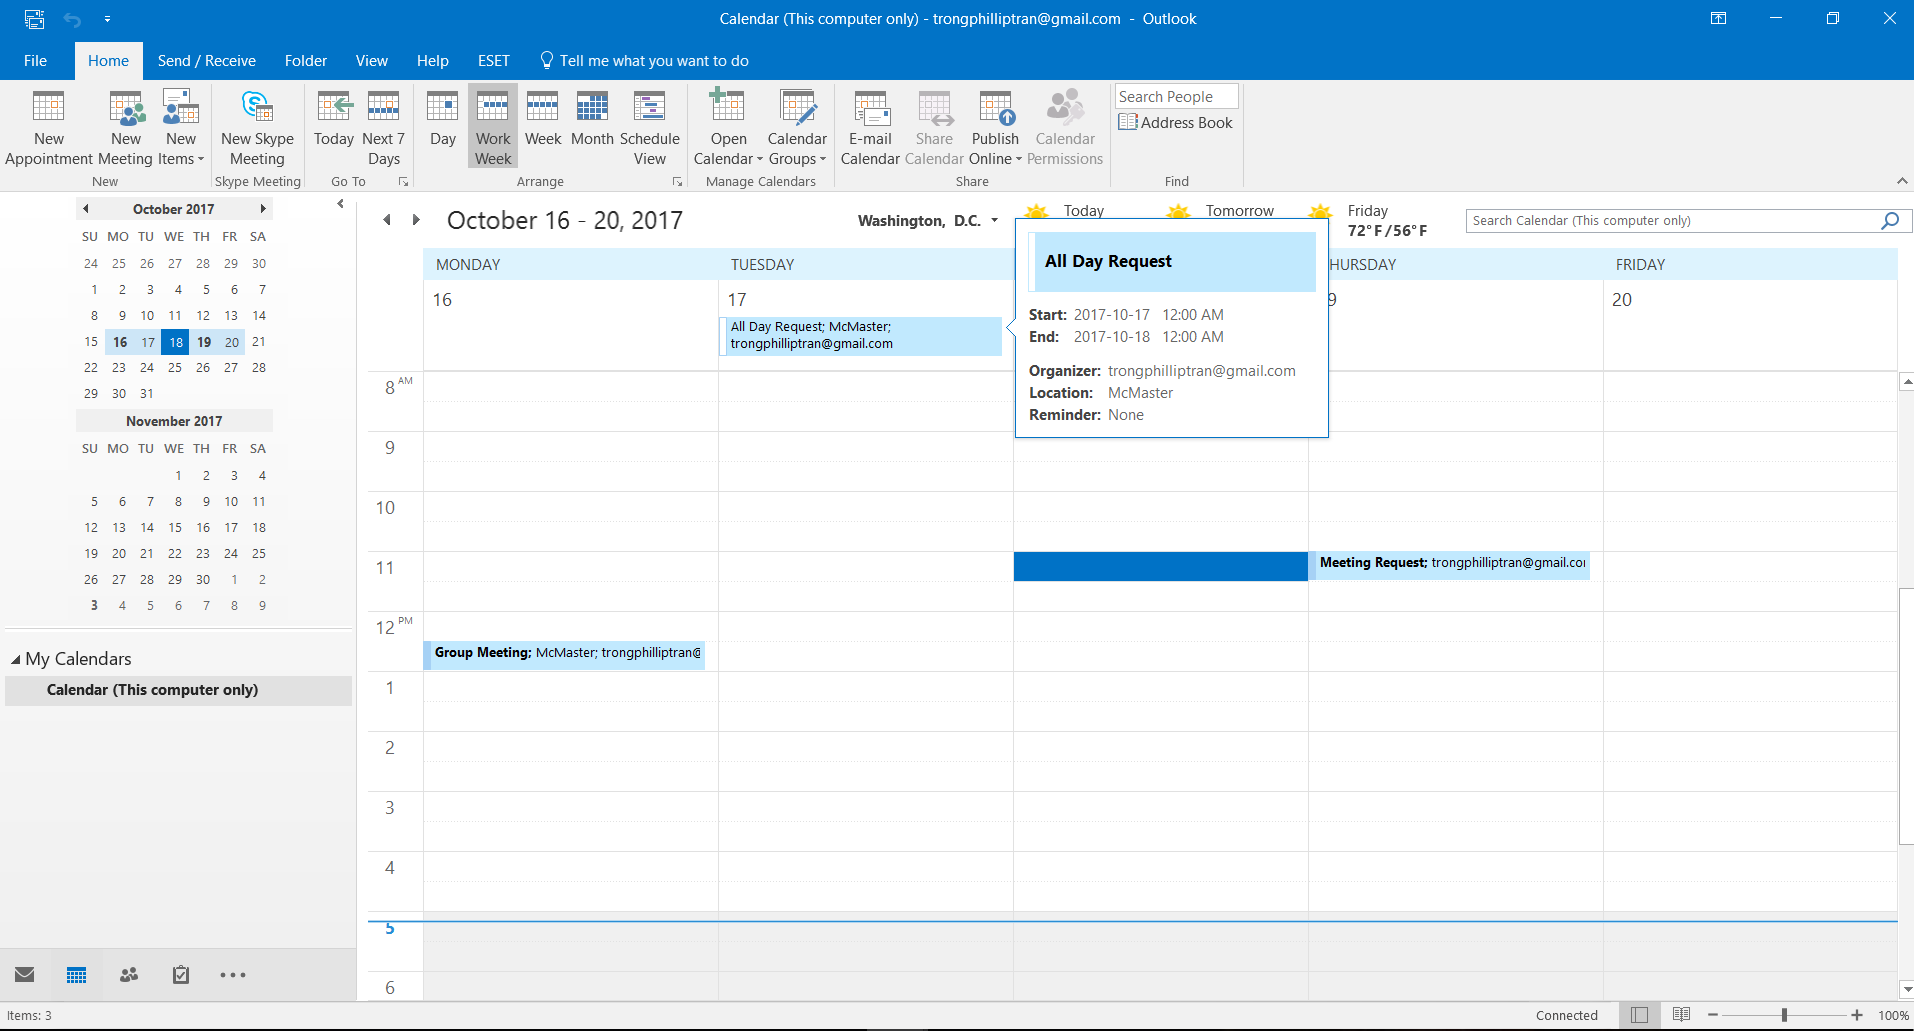 Calendar (This computer only) - trongphilliptran@gmail.com - Outlook
File Home Send / Receive Folder View Help ESET Tell me what you want to do
New Appointment
New Meeting
New Items
New
New Skype Meeting
Skype Meeting
Today
Next 7 Days
Go To
Day
Work Week
Week
Month
Schedule View
Arrange
Open Calendar
Calendar Groups
Manage Calendars
E-mail Calendar
Share Calendar
Publish Online
Calendar Permissions
Share
Search People
Address Book
Find
October 2017
SU MO TU WE TH FR SA
24 25 26 27 28 29 30
1 2 3 4 5 6 7
8 9 10 11 12 13 14
15 16 17 18 19 20 21
22 23 24 25 26 27 28
29 30 31
November 2017
SU MO TU WE TH FR SA
1 2 3 4
5 6 7 8 9 10 11
12 13 14 15 16 17 18
19 20 21 22 23 24 25
26 27 28 29 30 1 2
3 4 5 6 7 8 9
My Calendars
Calendar (This computer only)
October 16 - 20, 2017
Washington, D.C.
Today
Tomorrow
Friday
72°F/56°F
Search Calendar (This computer only)
MONDAY TUESDAY HURSDAY FRIDAY
16 17 9 20
All Day Request; McMaster;
trongphilliptran@gmail.com
All Day Request
Start: 2017-10-17 12:00 AM
End: 2017-10-18 12:00 AM
Organizer: trongphilliptran@gmail.com
Location: McMaster
Reminder: None
8 AM
9
10
11
Meeting Request; trongphilliptran@gmail.co
12 PM
Group Meeting; McMaster; trongphilliptran@
1
2
3
4
5
6
Items: 3
Connected
100%